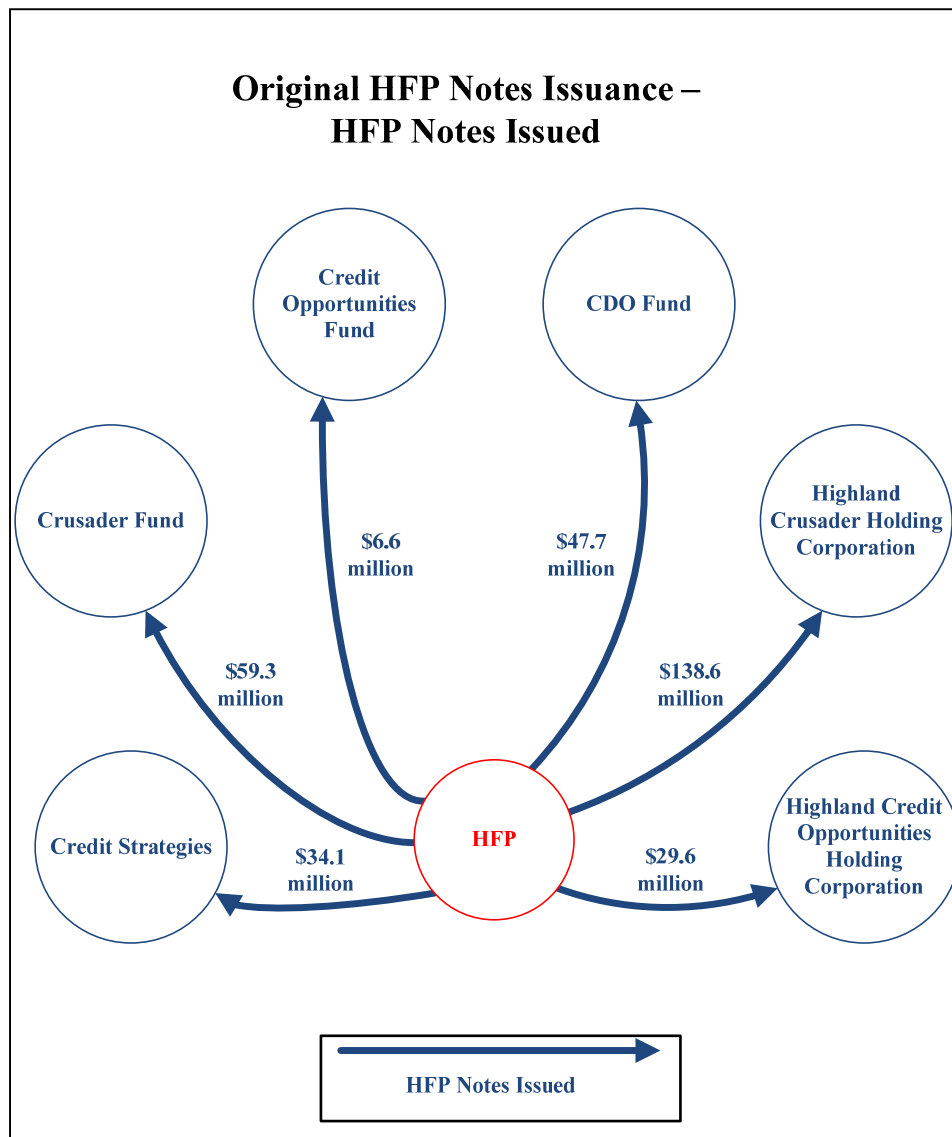 Original HFP Notes Issuance –
HFP Notes Issued
Credit
Opportunities
Fund
CDO Fund
Crusader Fund
Highland
Crusader Holding
Corporation
$6.6
million
$47.7
million
$59.3
million
$138.6
million
Credit Strategies
$34.1
million
HFP
$29.6
million
Highland Credit
Opportunities
Holding
Corporation
HFP Notes Issued